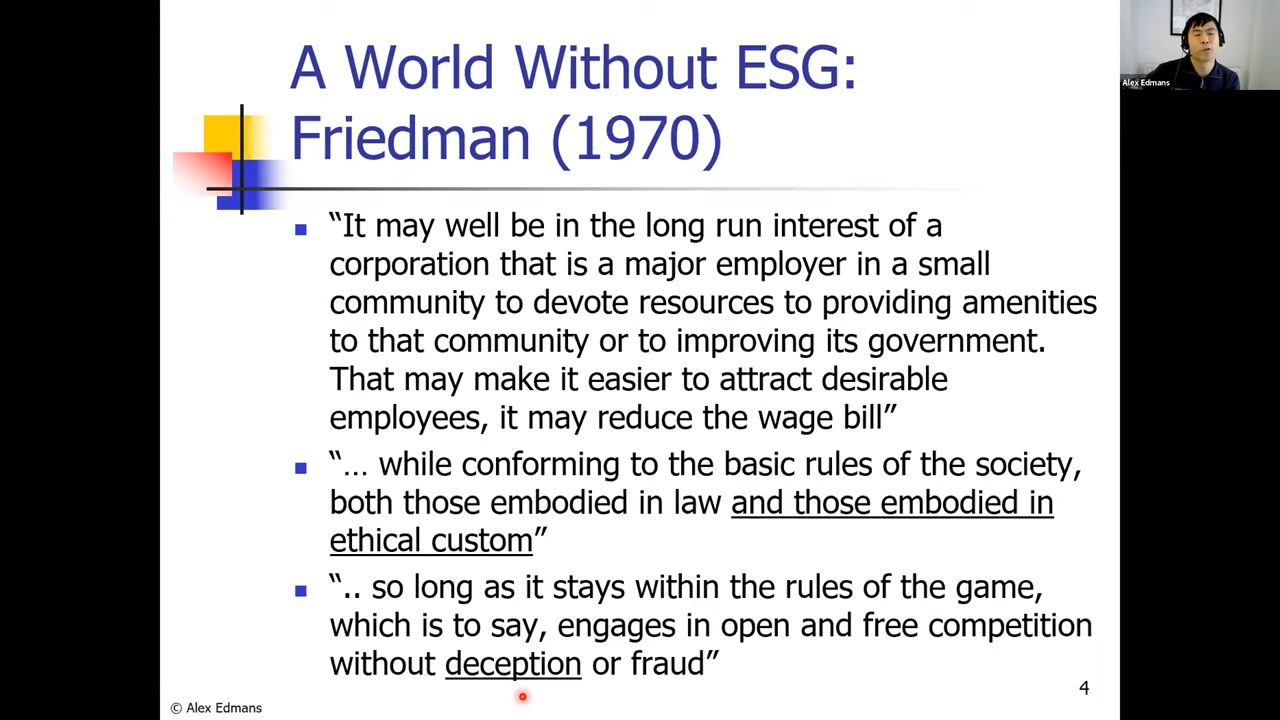 A World Without ESG:
Friedman (1970)
“It may well be in the long run interest of a
corporation that is a major employer in a small
community to devote resources to providing amenities
to that community or to improving its government.
That may make it easier to attract desirable
employees, it may reduce the wage bill”
“… while conforming to the basic rules of the society,
both those embodied in law and those embodied in
ethical custom”
“.. so long as it stays within the rules of the game,
which is to say, engages in open and free competition
without deception or fraud”
4
© Alex Edmans
Alex Edmans